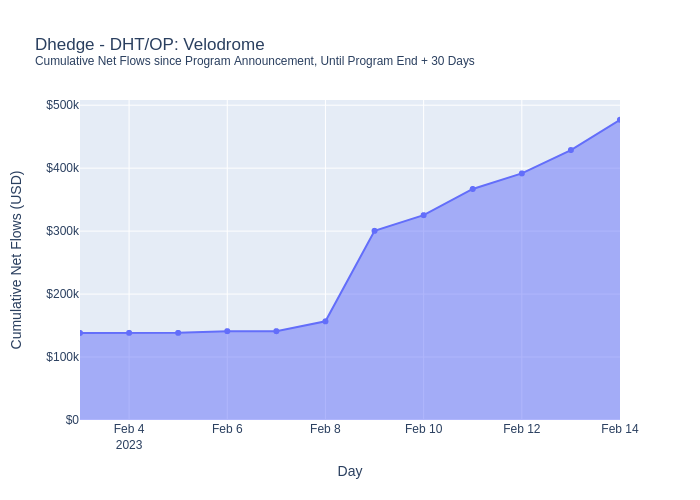 Dhedge - DHT/OP: Velodrome
Cumulative Net Flows since Program Announcement, Until Program End + 30 Days
Cumulative Net Flows (USD)
$500k
$400k
$300k
$200k
$100k
$0
Feb 4
2023
Feb 6
Feb 8
Feb 10
Feb 12
Feb 14
Day